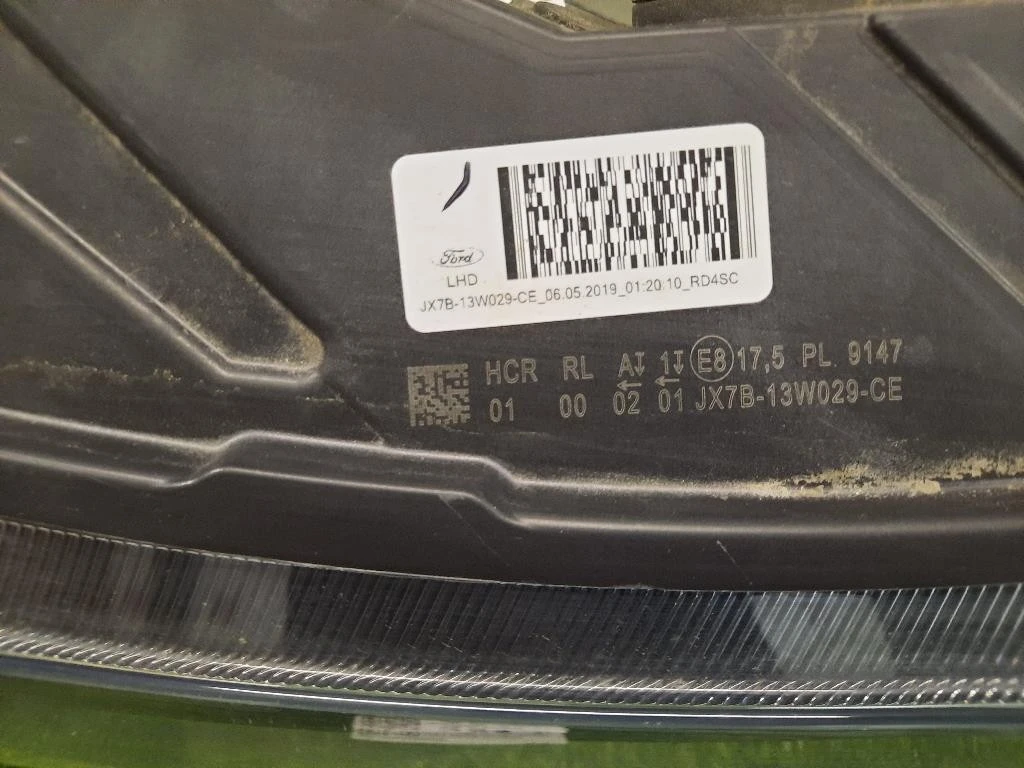 Ford
LHD
JX7B-13W029-CE_06.05.2019_01:20:10_RD4SC
HCR RL A 1 E8 17,5 PL 9147
01 00 02 01 JX7B-13W029-CE